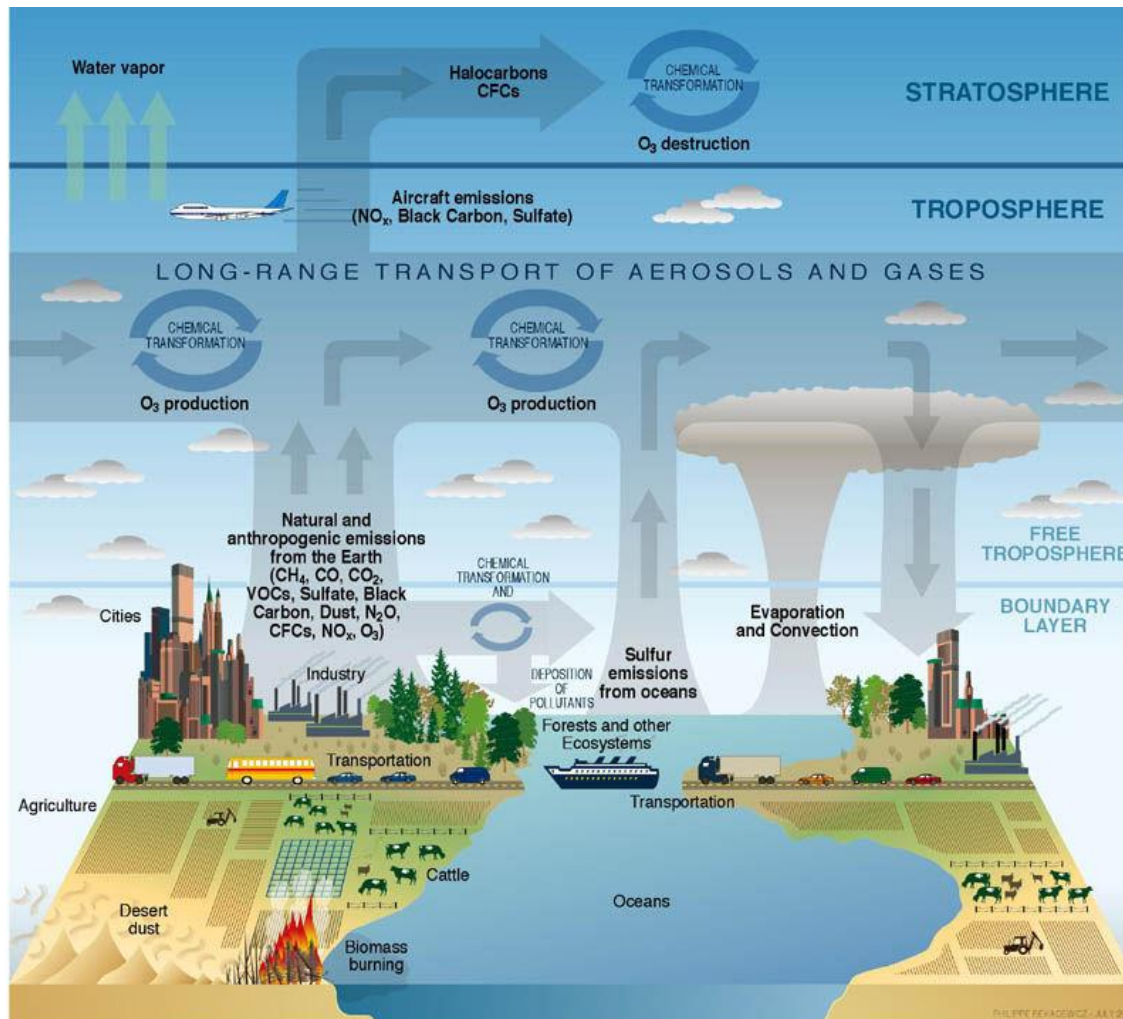 Water vapor
Halocarbons
CFCs
CHEMICAL
TRANSFORMATION
O₃ destruction
STRATOSPHERE
Aircraft emissions
(NOₓ, Black Carbon, Sulfate)
TROPOSPHERE
LONG-RANGE TRANSPORT OF AEROSOLS AND GASES
CHEMICAL
TRANSFORMATION
O₃ production
CHEMICAL
TRANSFORMATION
O₃ production
Natural and
anthropogenic emissions
from the Earth
(CH₄, CO, CO₂,
VOCs, Sulfate, Black
Carbon, Dust, N₂O,
CFCs, NOₓ, O₃)
CHEMICAL
TRANSFORMATION
AND
DEPOSITION
OF
POLLUTANTS
FREE
TROPOSPHERE
BOUNDARY
LAYER
Evaporation
and Convection
Sulfur
emissions
from oceans
Cities
Industry
Forests and other
Ecosystems
Transportation
Transportation
Agriculture
Cattle
Oceans
Desert
dust
Biomass
burning